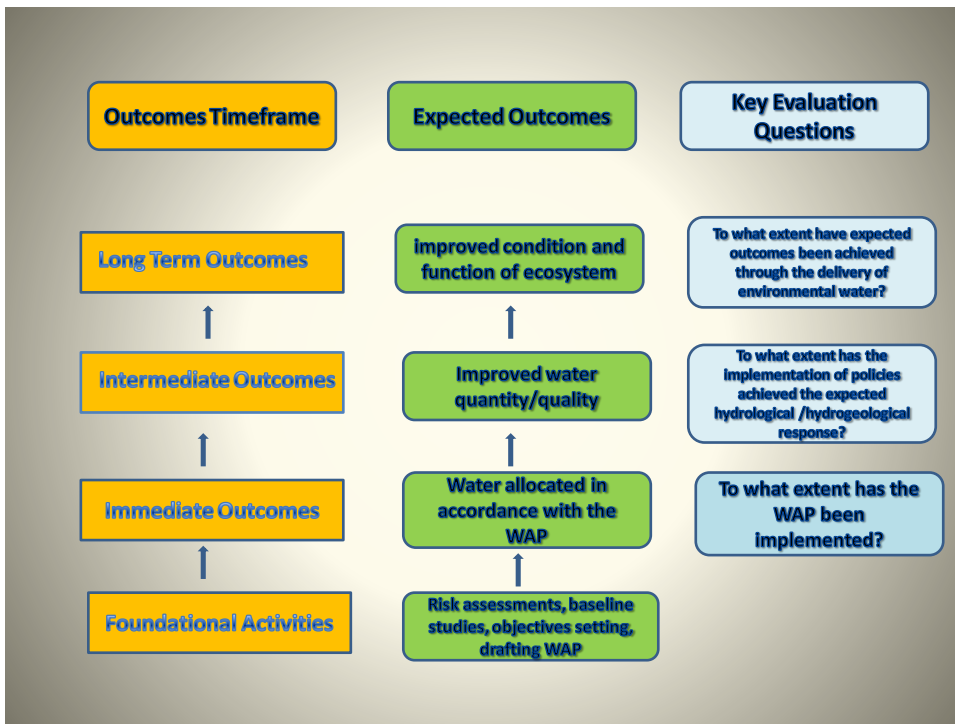 Outcomes Timeframe
Expected Outcomes
Key Evaluation
Questions
Long Term Outcomes
improved condition and
function of ecosystem
To what extent have expected
outcomes been achieved
through the delivery of
environmental water?
Intermediate Outcomes
Improved water
quantity/quality
To what extent has the
implementation of policies
achieved the expected
hydrological /hydrogeological
response?
Immediate Outcomes
Water allocated in
accordance with the
WAP
To what extent has the
WAP been
implemented?
Foundational Activities
Risk assessments, baseline
studies, objectives setting,
drafting WAP